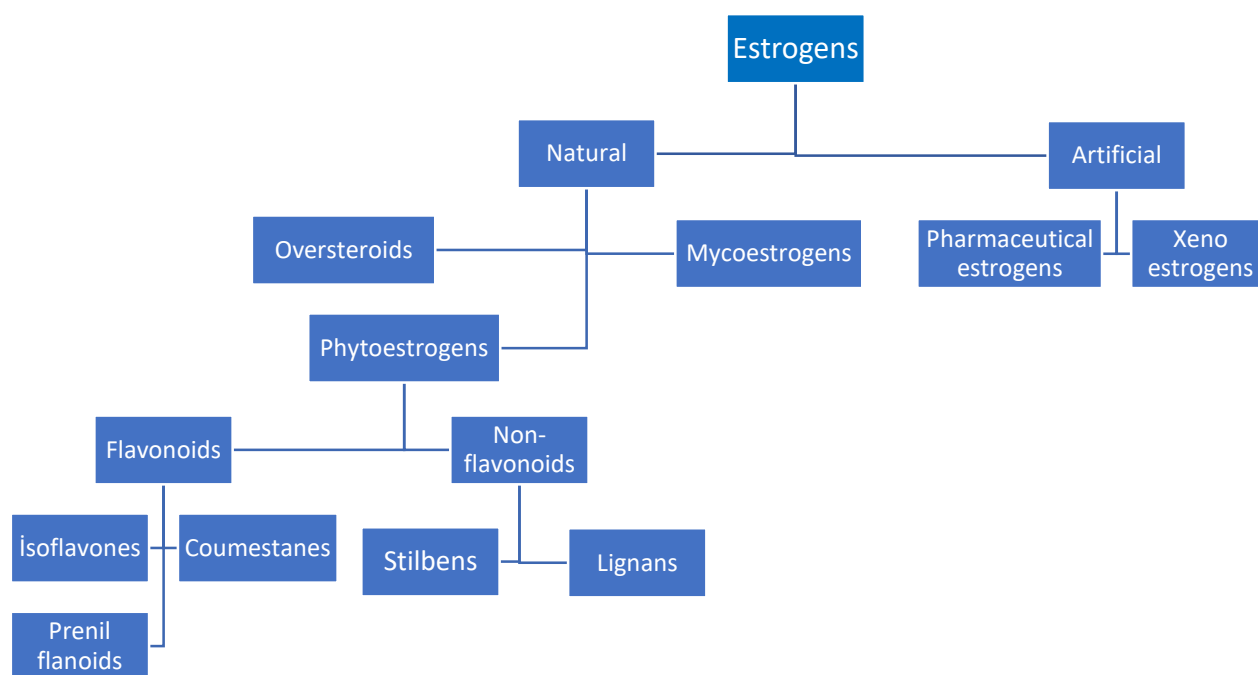 Estrogens
Natural
Artificial
Oversteroids
Mycoestrogens
Pharmaceutical
estrogens
Xeno
estrogens
Phytoestrogens
Flavonoids
Non-
flavonoids
İsoflavones
Coumestanes
Stilbens
Lignans
Prenil
flanoids